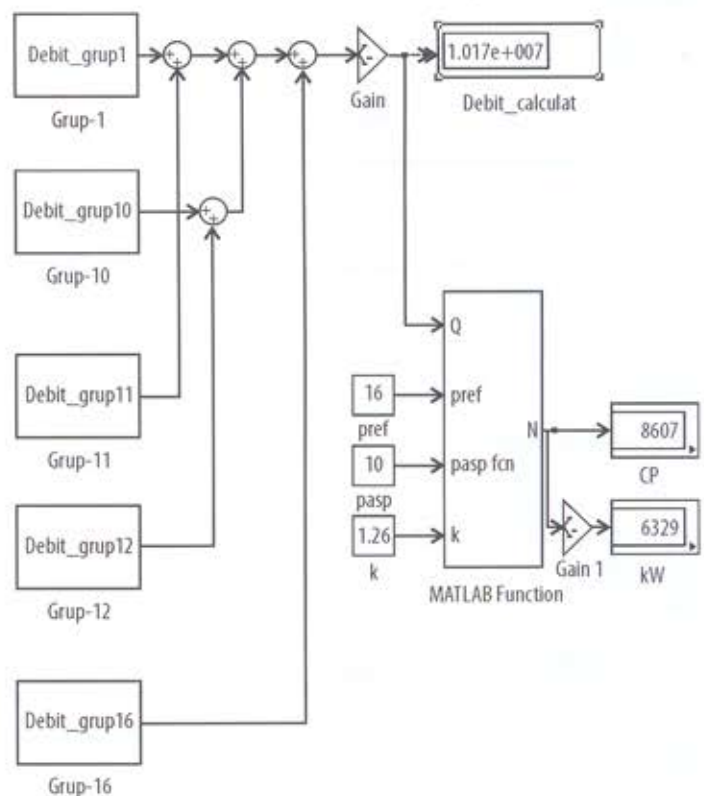 Debit_grup1
Grup-1
Gain
1.017e+007
Debit_calculat
Debit_grup10
Grup-10
Debit_grup11
Grup-11
Debit_grup12
Grup-12
Debit_grup16
Grup-16
Q
16
pref
pref
10
pasp fcn
pasp
1.26
k
k
N
MATLAB Function
8607
CP
Gain 1
6329
kW